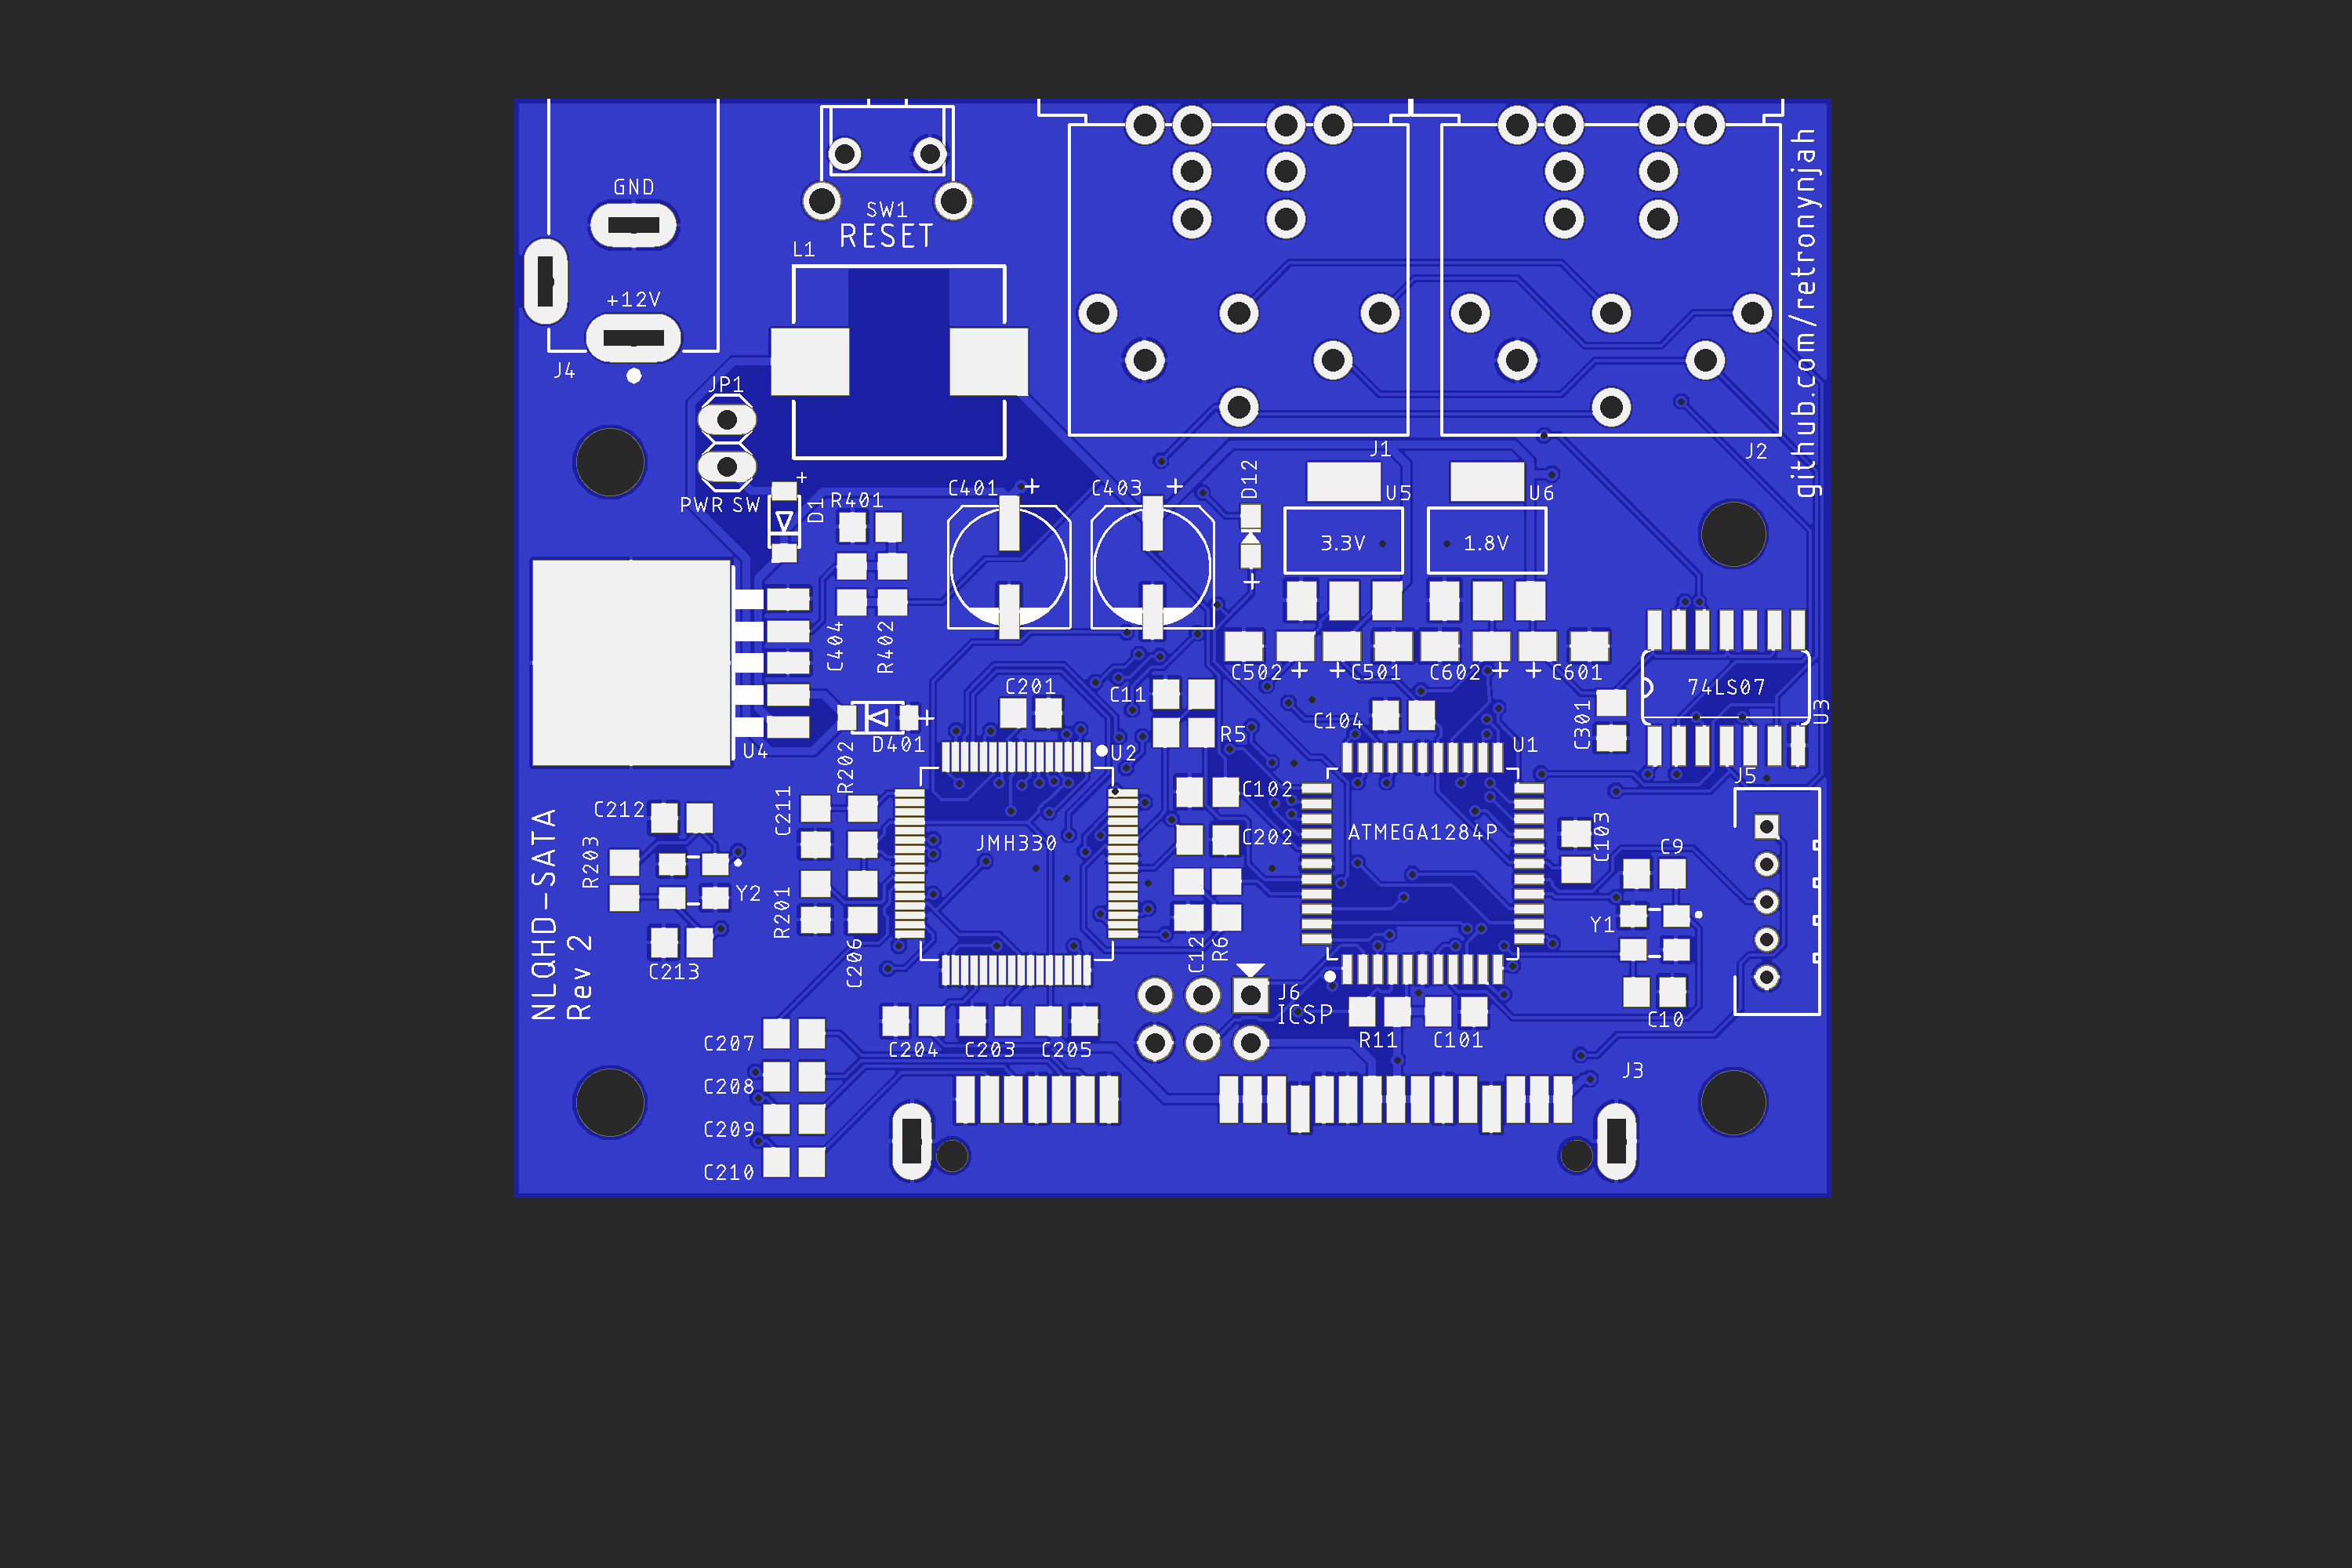 GND
+12V
J4
SW1
RESET
L1
JP1
PWR SW
D1
+
R401
C401
+
C403
+
D12
+
J1
J2
github.com/retronynjah
U5
U6
3.3V
1.8V
C404
R402
C502
+
+
C501
C602
+
+
C601
74LS07
U3
C301
U4
D401
+
C201
C11
R5
U2
C104
U1
J5
R202
C211
C212
R203
Y2
R201
C206
C213
NLQHD-SATA
Rev 2
JMH330
C102
C202
ATMEGA1284P
C103
C9
Y1
C10
C12
R6
J6
ICSP
R11
C101
J3
C204
C203
C205
C207
C208
C209
C210